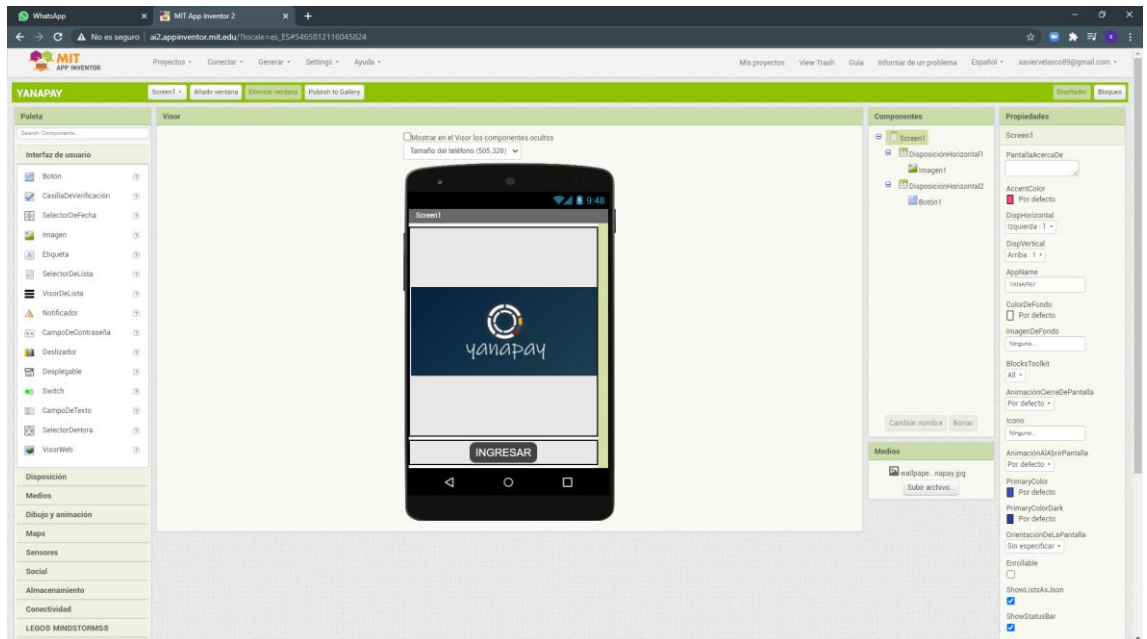 WhatsApp
MIT App Inventor 2
No es seguro | ai2.appinventor.mit.edu/?locale=es_ES#5465812116045824
MIT
APP INVENTOR
Proyectos Conectar Generar Settings Ayuda
Mis proyectos View Trash Guía Informar de un problema Español xaviervelasco89@gmail.com
YANAPAY
Screen1 Añadir ventana Eliminar ventana Publish to Gallery
Diseñador Bloques
Paleta
Search Components...
Interfaz de usuario
Botón
CasillaDeVerificación
SelectorDeFecha
Imagen
Etiqueta
SelectorDeLista
VisorDeLista
Notificador
CampoDeContraseña
Deslizador
Desplegable
Switch
CampoDeTexto
SelectorDeHora
VisorWeb
Disposición
Medios
Dibujo y animación
Maps
Sensores
Social
Almacenamiento
Conectividad
LEGO® MINDSTORMS®
Visor
Mostrar en el Visor los componentes ocultos
Tamaño del teléfono (505,320)
9:48
Screen1
yanapay
INGRESAR
Componentes
Screen1
DisposiciónHorizontal1
Imagen1
DisposiciónHorizontal2
Botón1
Cambiar nombre Borrar
Medios
wallpape...napay.jpg
Subir archivo...
Propiedades
Screen1
PantallaAcercaDe
AccentColor
Por defecto
DispHorizontal
Izquierda : 1
DispVertical
Arriba : 1
AppName
YANAPAY
ColorDeFondo
Por defecto
ImagenDeFondo
Ninguno...
BlocksToolkit
All
AnimaciónCierreDePantalla
Por defecto
Icono
Ninguno...
AnimaciónAlAbrirPantalla
Por defecto
PrimaryColor
Por defecto
PrimaryColorDark
Por defecto
OrientaciónDeLaPantalla
Sin especificar
Enrollable
ShowListsAsJson
ShowStatusBar